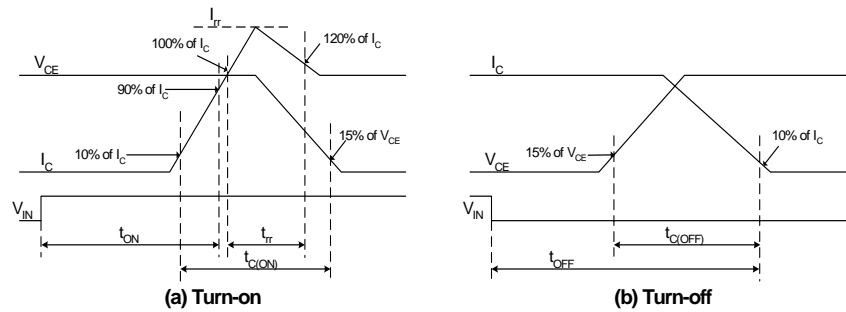 I_rr
100% of I_C
120% of I_C
V_CE
90% of I_C
10% of I_C
15% of V_CE
I_C
V_IN
t_ON
t_rr
t_C(ON)
(a) Turn-on
I_C
15% of V_CE
10% of I_C
V_CE
V_IN
t_C(OFF)
t_OFF
(b) Turn-off